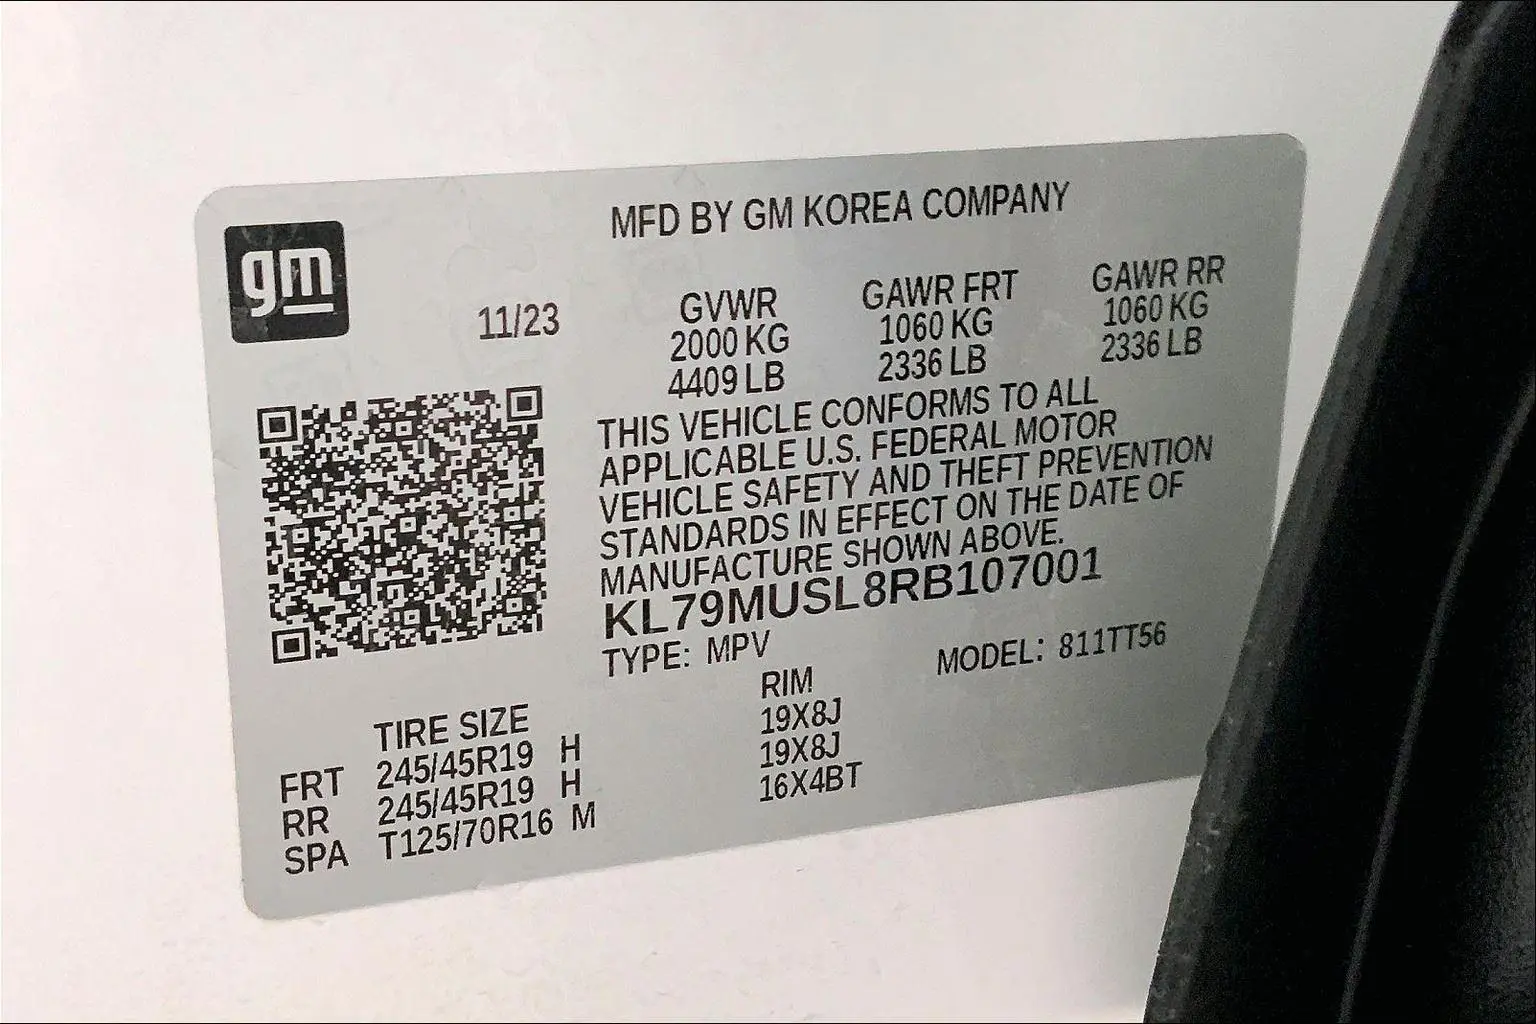 gm
MFD BY GM KOREA COMPANY
11/23
GVWR GAWR FRT GAWR RR
2000 KG 1060 KG 1060 KG
4409 LB 2336 LB 2336 LB
THIS VEHICLE CONFORMS TO ALL
APPLICABLE U.S. FEDERAL MOTOR
VEHICLE SAFETY AND THEFT PREVENTION
STANDARDS IN EFFECT ON THE DATE OF
MANUFACTURE SHOWN ABOVE.
KL79MUSL8RB107001
TYPE: MPV MODEL: 811TT56
TIRE SIZE RIM
FRT 245/45R19 H 19X8J
RR 245/45R19 H 19X8J
SPA T125/70R16 M 16X4BT